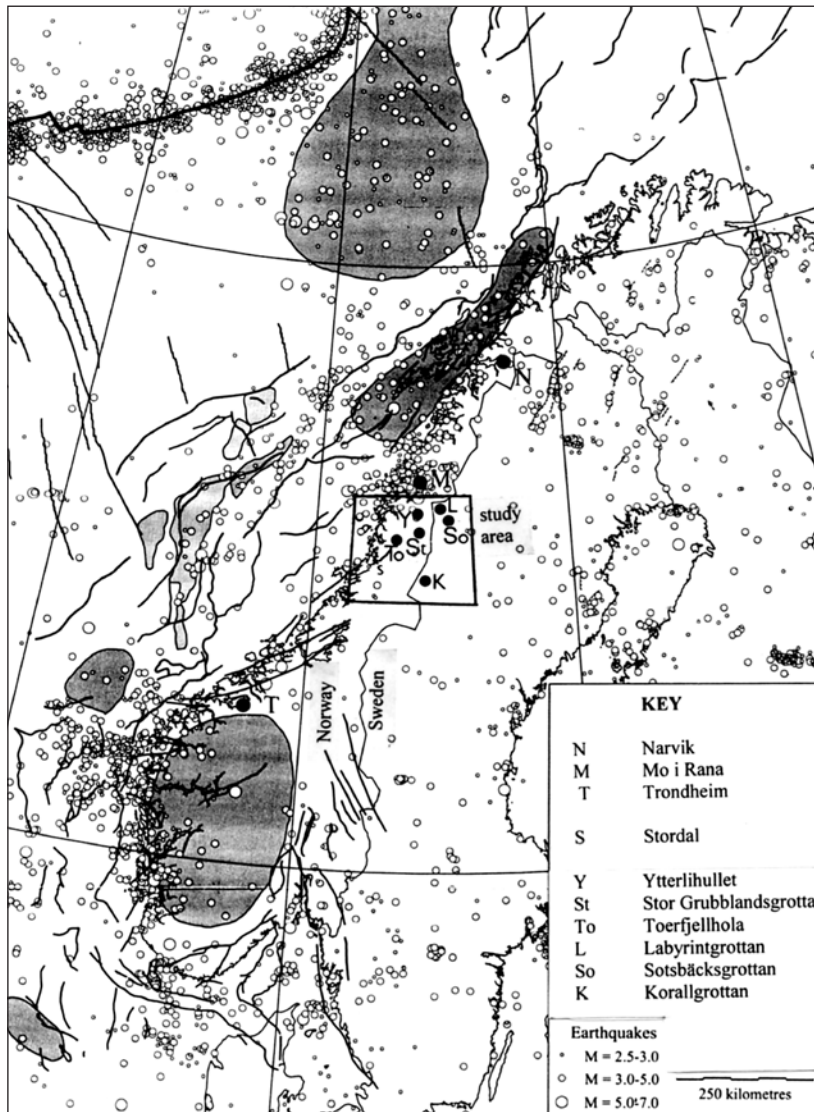 N
M
L
Y
study
So
St
area
To
s
K
T
Norway
Sweden
KEY
N Narvik
M Mo i Rana
T Trondheim
S Stordal
Y Ytterlihullet
St Stor Grubblandsgrotta
To Toerfjellhola
L Labyrintgrottan
So Sotsbäcksgrottan
K Korallgrottan
Earthquakes
M = 2.5-3.0
M = 3.0-5.0
M = 5.0-7.0
250 kilometres